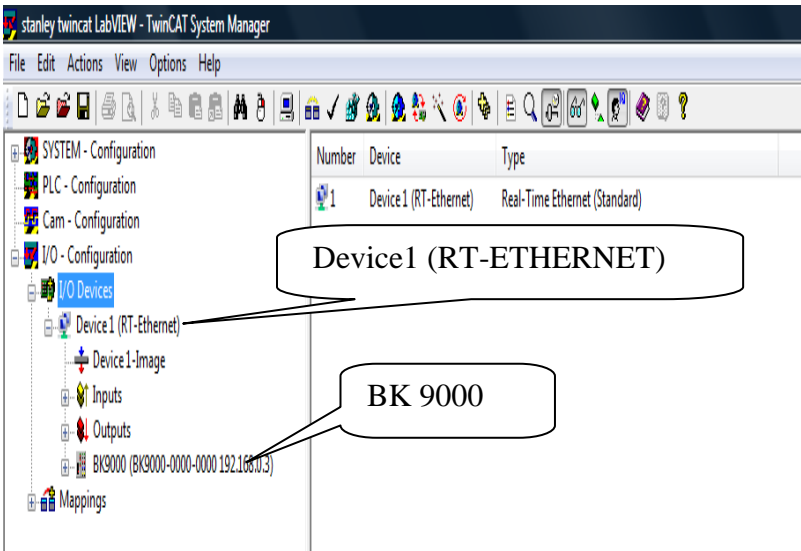 stanley twincat LabVIEW - TwinCAT System Manager
File Edit Actions View Options Help
SYSTEM - Configuration
PLC - Configuration
Cam - Configuration
I/O - Configuration
I/O Devices
Device 1 (RT-Ethernet)
Device 1-Image
Inputs
Outputs
BK9000 (BK9000-0000-0000 192.168.0.3)
Mappings
Number Device Type
1 Device 1 (RT-Ethernet) Real-Time Ethernet (Standard)
Device1 (RT-ETHERNET)
BK 9000